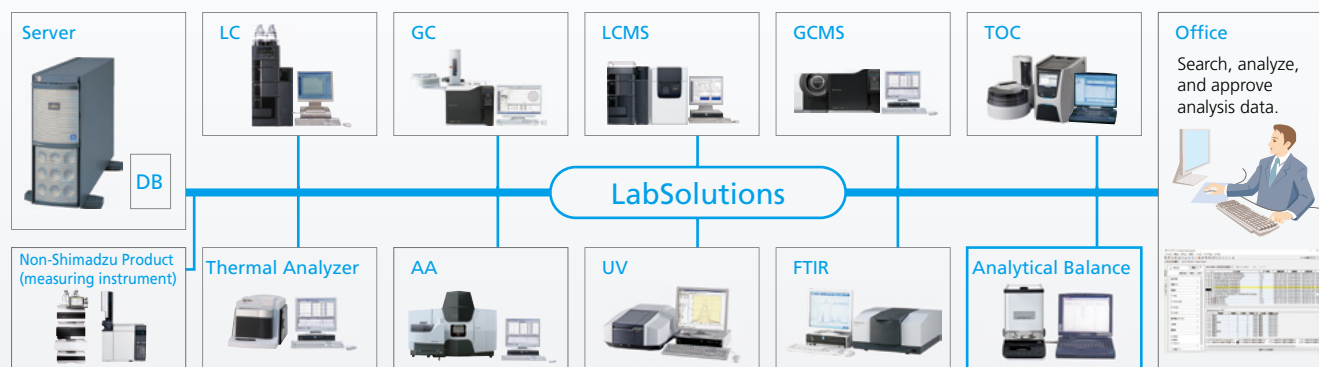 Server
DB
LC
GC
LCMS
GCMS
TOC
Office
Search, analyze,
and approve
analysis data.
LabSolutions
Non-Shimadzu Product
(measuring instrument)
Thermal Analyzer
AA
UV
FTIR
Analytical Balance